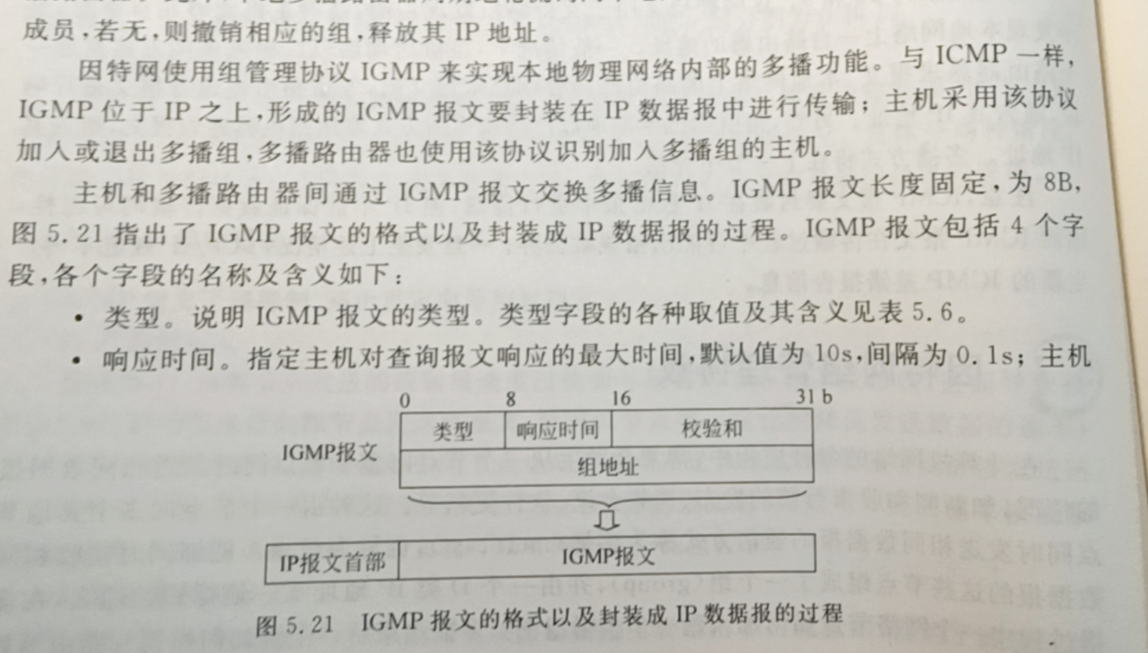 成员,若无,则撤销相应的组,释放其 IP 地址。
因特网使用组管理协议 IGMP 来实现本地物理网络内部的多播功能。与 ICMP 一样,
IGMP 位于 IP 之上,形成的 IGMP 报文要封装在 IP 数据报中进行传输；主机采用该协议
加入或退出多播组,多播路由器也使用该协议识别加入多播组的主机。
主机和多播路由器间通过 IGMP 报文交换多播信息。IGMP 报文长度固定,为 8B,
图 5.21 指出了 IGMP 报文的格式以及封装成 IP 数据报的过程。IGMP 报文包括 4 个字
段,各个字段的名称及含义如下：
• 类型。说明 IGMP 报文的类型。类型字段的各种取值及其含义见表 5.6。
• 响应时间。指定主机对查询报文响应的最大时间,默认值为 10s,间隔为 0.1s；主机
0 8 16 31 b
类型 响应时间 校验和
IGMP报文
组地址
IP报文首部 IGMP报文
图 5.21 IGMP 报文的格式以及封装成 IP 数据报的过程